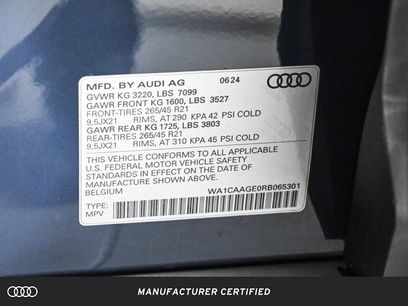 MFD. BY AUDI AG 06·24
GVWR KG 3220, LBS 7099
GAWR FRONT KG 1600, LBS 3527
FRONT-TIRES 265/45 R21
9,5JX21 RIMS, AT 290 KPA 42 PSI COLD
GAWR REAR KG 1725, LBS 3803
REAR-TIRES 265/45 R21
9,5JX21 RIMS, AT 310 KPA 45 PSI COLD
THIS VEHICLE CONFORMS TO ALL APPLICABLE
U.S. FEDERAL MOTOR VEHICLE SAFETY
STANDARDS IN EFFECT ON THE DATE OF
MANUFACTURE SHOWN ABOVE. MADE IN
BELGIUM WA1CAAGE0RB065301
TYPE:
MPV
MANUFACTURER CERTIFIED